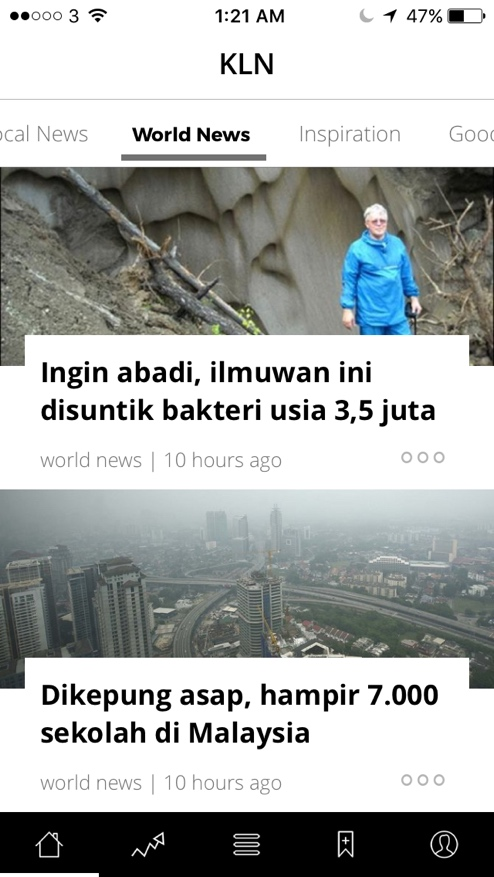 3 1:21 AM 47%
KLN
ocal News World News Inspiration Good
Ingin abadi, ilmuwan ini
disuntik bakteri usia 3,5 juta
world news | 10 hours ago
Dikepung asap, hampir 7.000
sekolah di Malaysia
world news | 10 hours ago